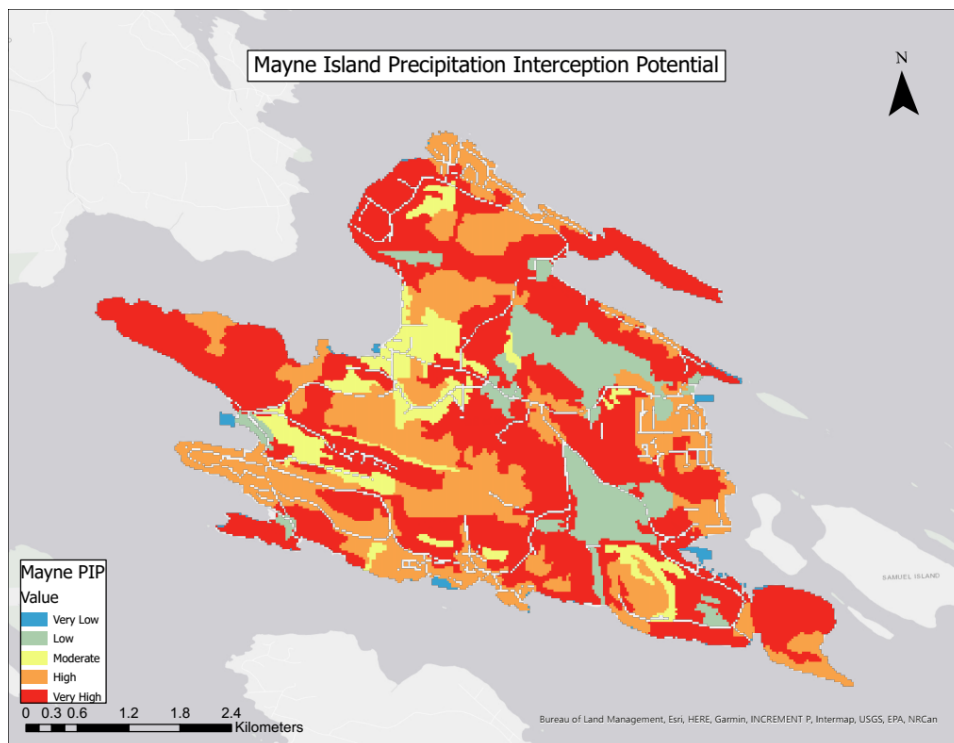 Mayne Island Precipitation Interception Potential
N
SAMUEL ISLAND
Mayne PIP
Value
Very Low
Low
Moderate
High
Very High
0 0.3 0.6 1.2 1.8 2.4
Kilometers
Bureau of Land Management, Esri, HERE, Garmin, INCREMENT P, Intermap, USGS, EPA, NRCan